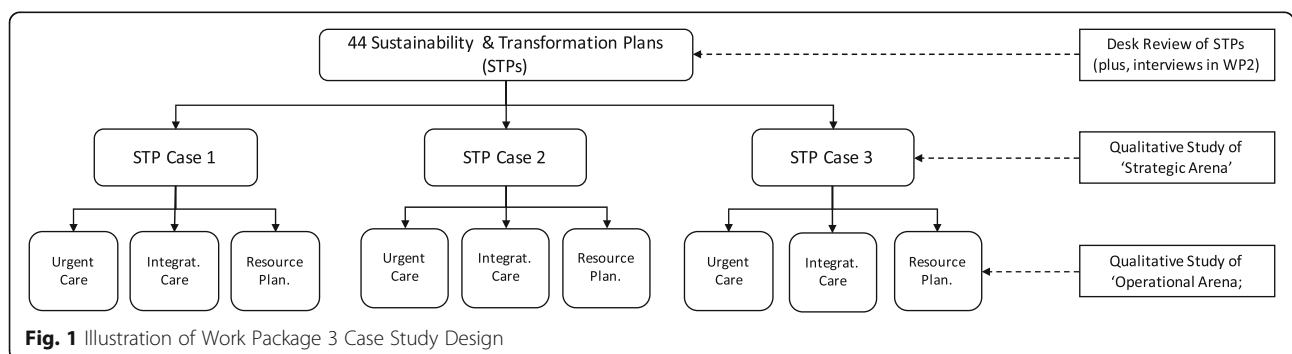 44 Sustainability & Transformation Plans
(STPs)
Desk Review of STPs
(plus, interviews in WP2)
STP Case 1
STP Case 2
STP Case 3
Qualitative Study of
‘Strategic Arena’
Urgent
Care
Integrat.
Care
Resource
Plan.
Urgent
Care
Integrat.
Care
Resource
Plan.
Urgent
Care
Integrat.
Care
Resource
Plan.
Qualitative Study of
‘Operational Arena;
Fig. 1 Illustration of Work Package 3 Case Study Design